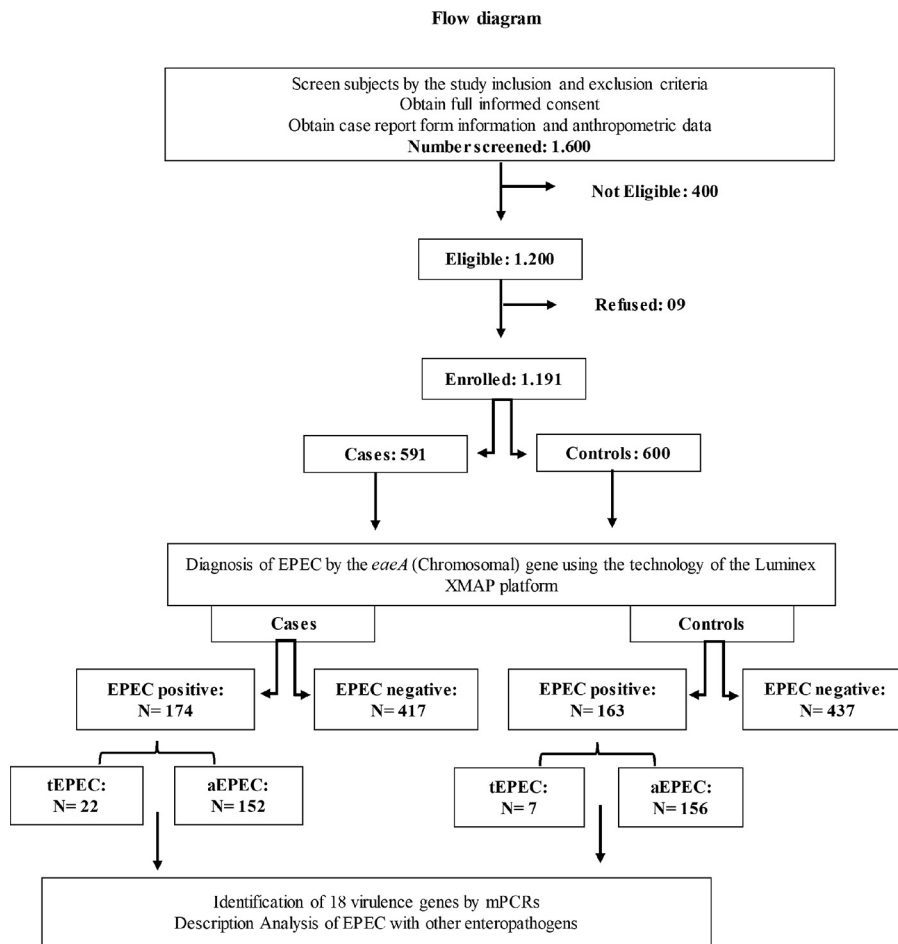 Flow diagram
Screen subjects by the study inclusion and exclusion criteria
Obtain full informed consent
Obtain case report form information and anthropometric data
Number screened: 1.600
Not Eligible: 400
Eligible: 1.200
Refused: 09
Enrolled: 1.191
Cases: 591
Controls: 600
Diagnosis of EPEC by the eaeA (Chromosomal) gene using the technology of the Luminex
XMAP platform
Cases
Controls
EPEC positive:
N= 174
EPEC negative:
N= 417
EPEC positive:
N= 163
EPEC negative:
N= 437
tEPEC:
N= 22
aEPEC:
N= 152
tEPEC:
N= 7
aEPEC:
N= 156
Identification of 18 virulence genes by mPCRs
Description Analysis of EPEC with other enteropathogens